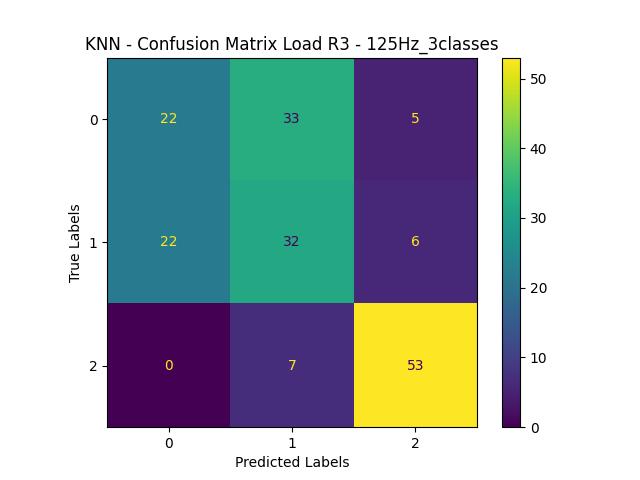 KNN - Confusion Matrix Load R3 - 125Hz_3classes
0 22 33 5
1 22 32 6
2 0 7 53
0 1 2
Predicted Labels
True Labels
50
40
30
20
10
0